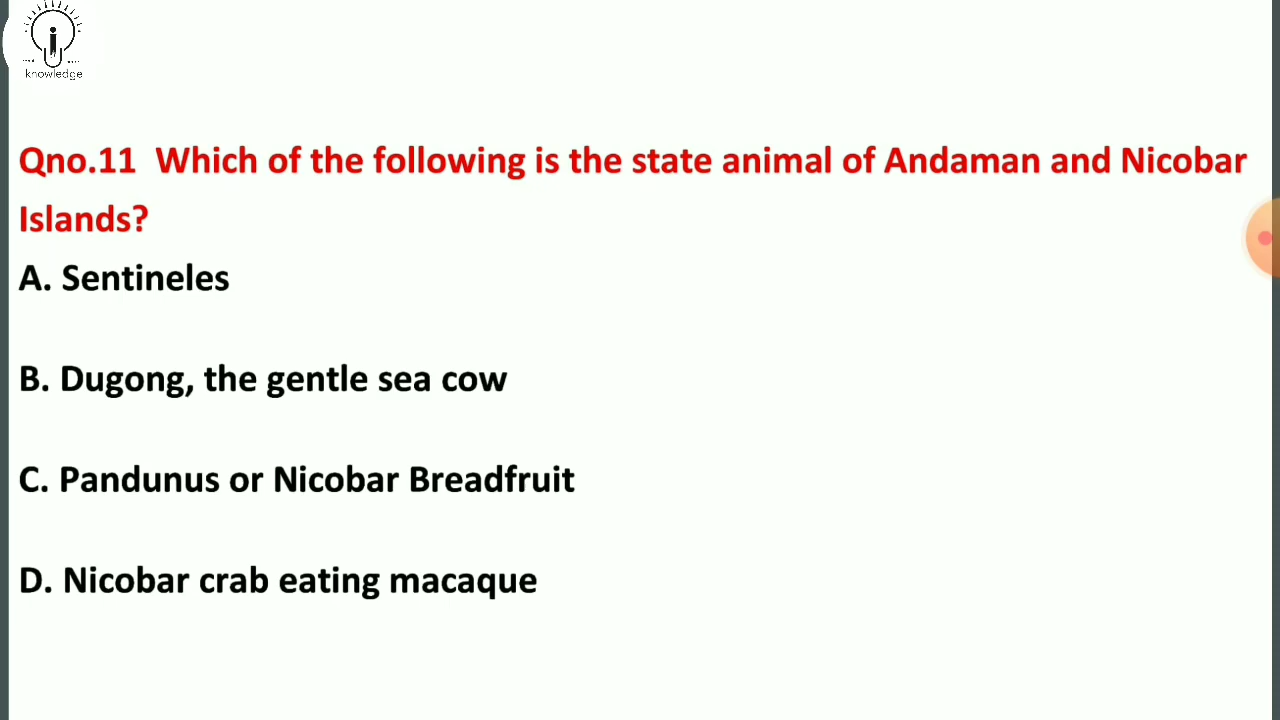 i
knowledge
Qno.11 Which of the following is the state animal of Andaman and Nicobar
Islands?
A. Sentineles
B. Dugong, the gentle sea cow
C. Pandunus or Nicobar Breadfruit
D. Nicobar crab eating macaque